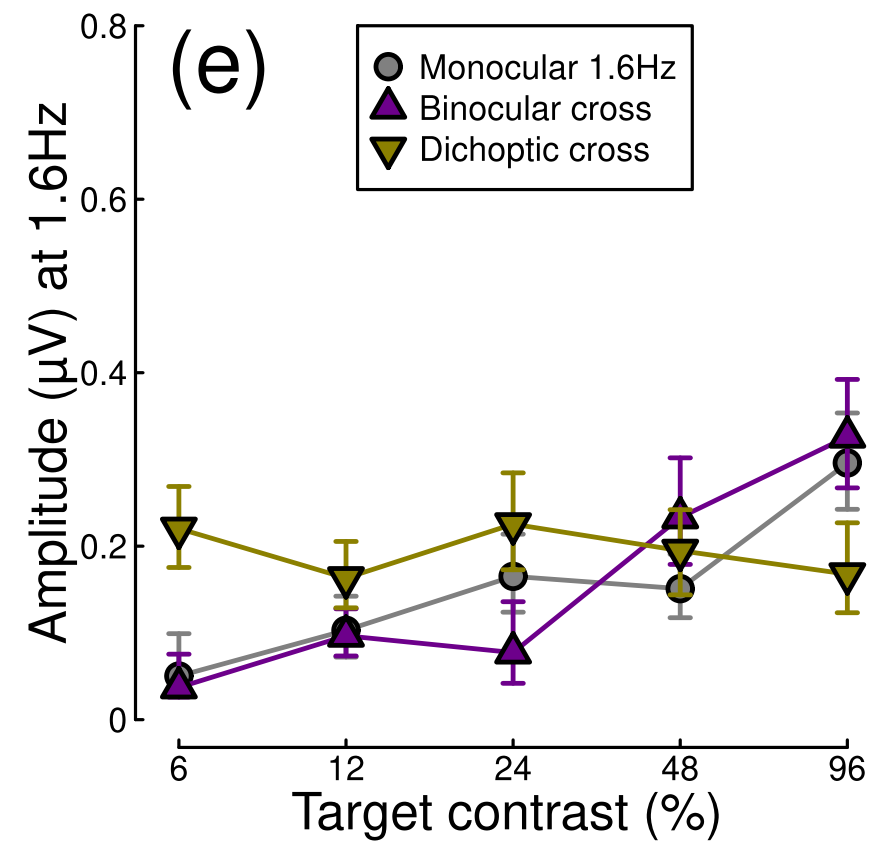 (e)
Monocular 1.6Hz
Binocular cross
Dichoptic cross
Amplitude (µV) at 1.6Hz
0.8
0.6
0.4
0.2
0
6 12 24 48 96
Target contrast (%)